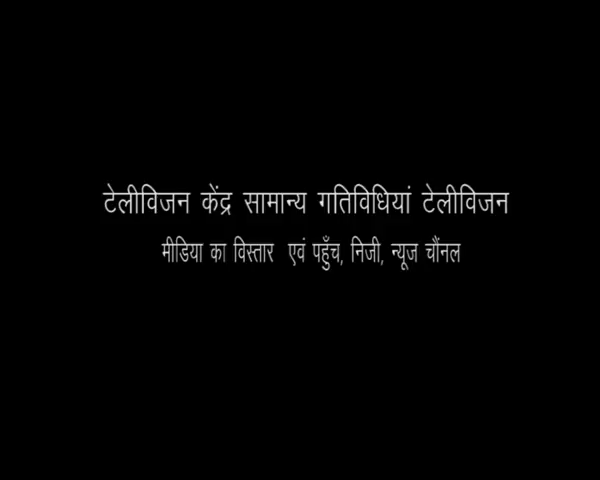 टेलीविजन केंद्र सामान्य गतिविधियां टेलीविजन
मीडिया का विस्तार एवं पहुँच, निजी, न्यूज चौंनल